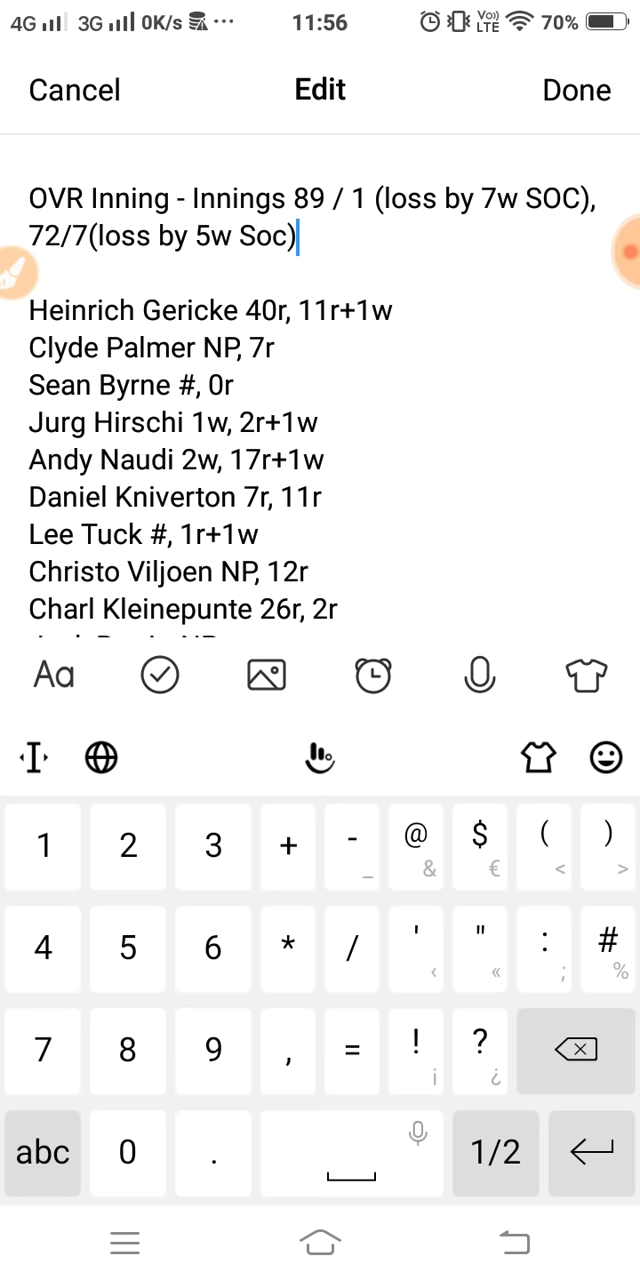 4G 3G 0K/s ... 11:56 Vo) LTE 70%
Cancel Edit Done
OVR Inning - Innings 89 / 1 (loss by 7w SOC),
72/7(loss by 5w Soc)
Heinrich Gericke 40r, 11r+1w
Clyde Palmer NP, 7r
Sean Byrne #, 0r
Jurg Hirschi 1w, 2r+1w
Andy Naudi 2w, 17r+1w
Daniel Kniverton 7r, 11r
Lee Tuck #, 1r+1w
Christo Viljoen NP, 12r
Charl Kleinepunte 26r, 2r
Aa
1 2 3 + - _ @ & $ € ( < ) >
4 5 6 * / ' ‹ " « : ; # %
7 8 9 , = ! ¡ ? ¿
abc 0 . 1/2